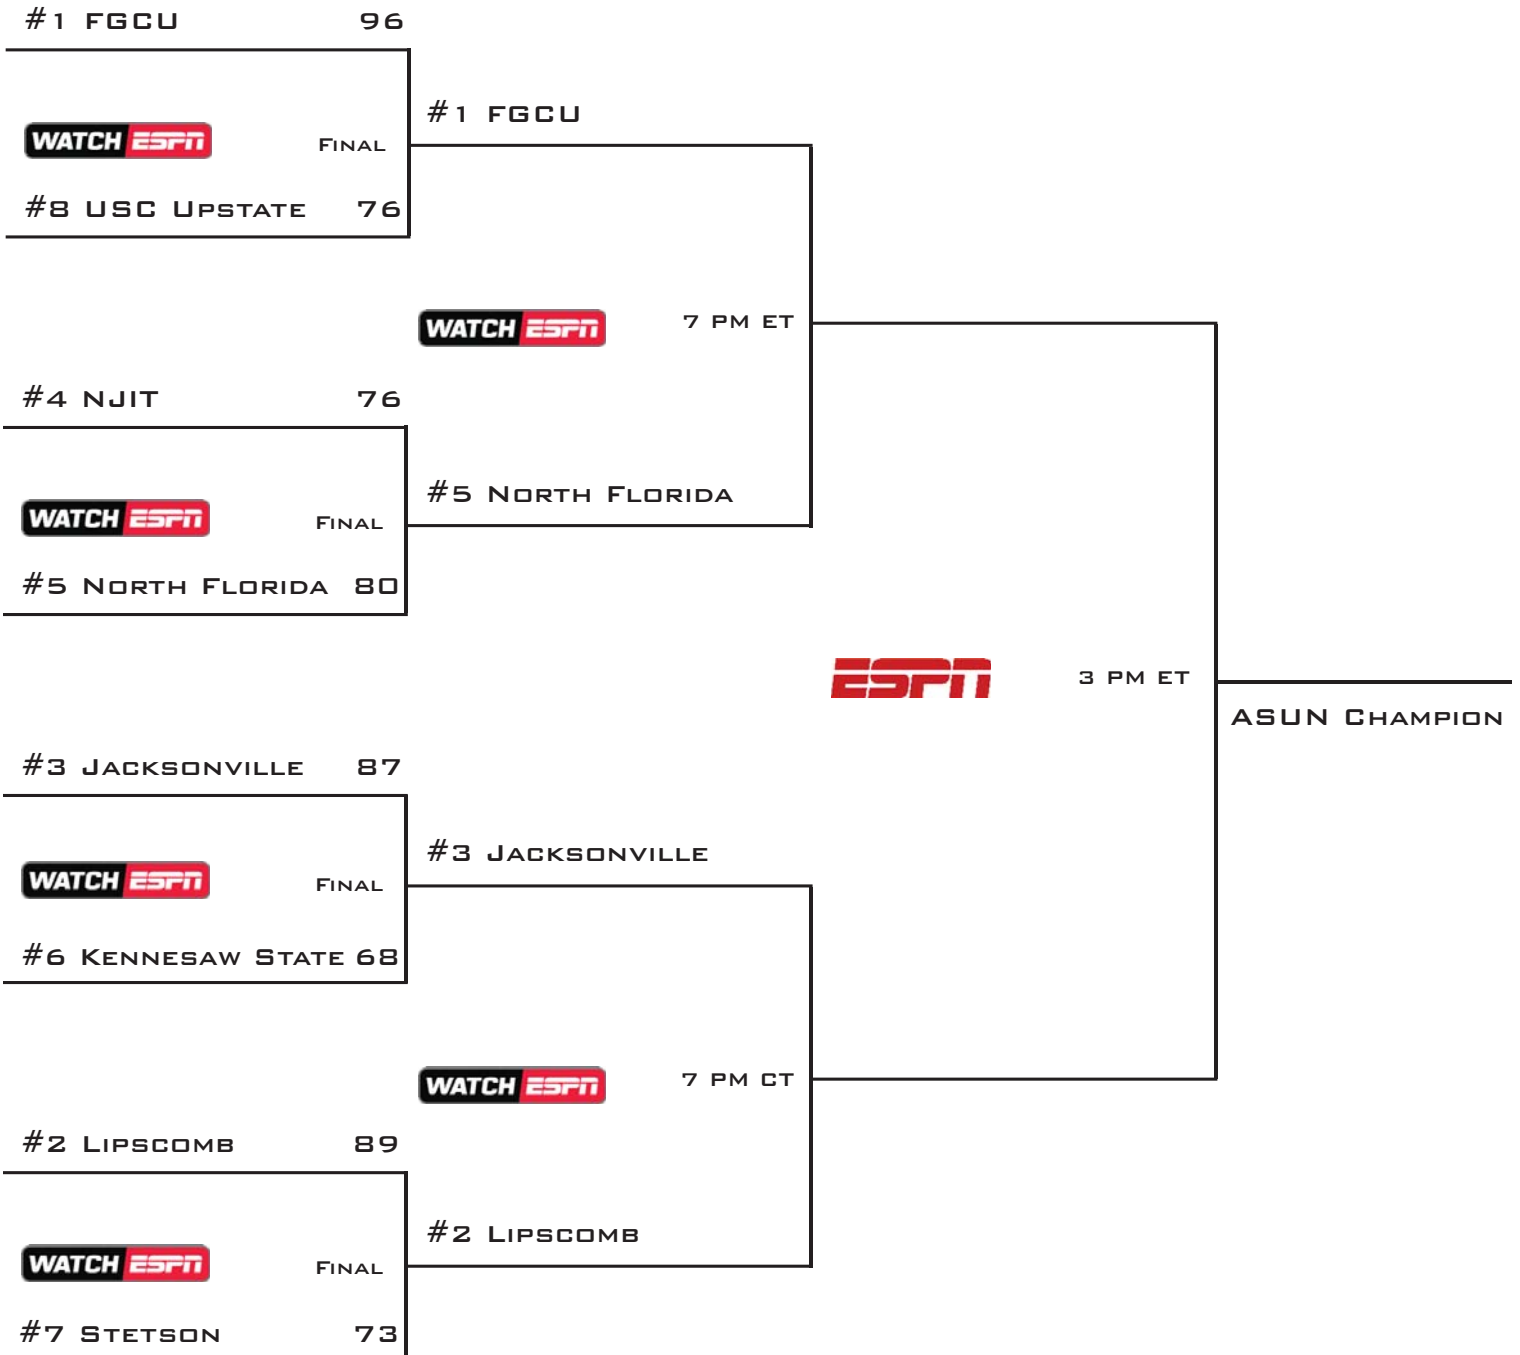 #1 FGCU 96
WATCH ESPN FINAL
#8 USC UPSTATE 76
#1 FGCU
WATCH ESPN 7 PM ET
#4 NJIT 76
WATCH ESPN FINAL
#5 NORTH FLORIDA 80
#5 NORTH FLORIDA
ESPN 3 PM ET
ASUN CHAMPION
#3 JACKSONVILLE 87
WATCH ESPN FINAL
#6 KENNESAW STATE 68
#3 JACKSONVILLE
WATCH ESPN 7 PM CT
#2 LIPSCOMB 89
WATCH ESPN FINAL
#7 STETSON 73
#2 LIPSCOMB